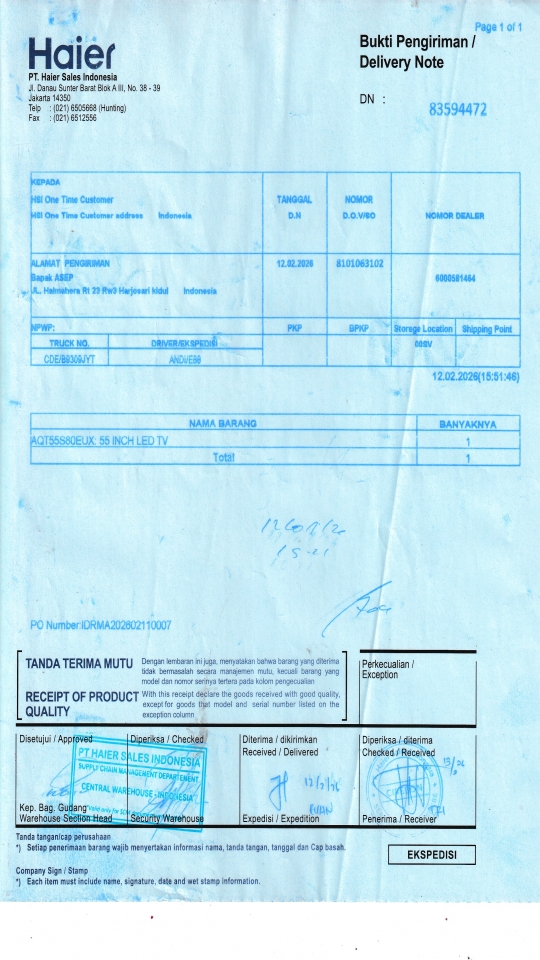 Page 1 of 1
Haier
Bukti Pengiriman /
Delivery Note
PT. Haier Sales Indonesia
Jl. Danau Sunter Barat Blok A III, No. 38 - 39
Jakarta 14350
Telp : (021) 6505668 (Hunting)
Fax : (021) 6512556
DN : 83594472
KEPADA
HSI One Time Customer
HSI One Time Customer address Indonesia
TANGGAL
D.N
NOMOR
D.O.V/SO
NOMOR DEALER
ALAMAT PENGIRIMAN
Bapak ASEP
JL. Halmahera Rt 23 Rw3 Harjosari kidul Indonesia
12.02.2026
8101063102
6000581464
NPWP:
PKP
BPKP
Storage Location
Shipping Point
TRUCK NO.
DRIVER/EKSPEDISI
CDE/B9309JYT
12.02.2026(15:51:46)
NAMA BARANG
BANYAKNYA
AQT55S80EUX: 55 INCH LED TV
1
Total
1
PO Number:IDRMA202602110007
TANDA TERIMA MUTU
Dengan lembaran ini juga, menyatakan bahwa barang yang diterima
tidak bermasalah secara manajemen mutu, kecuali barang yang
model dan nomor serinya tertera pada kolom pengecualian
RECEIPT OF PRODUCT
QUALITY
With this receipt declare the goods received with good quality,
except for goods that model and serial number listed on the
exception column
Perkecualian /
Exception
Disetujui / Approved
Diperiksa / Checked
Diterima / dikirimkan
Received / Delivered
Diperiksa / diterima
Checked / Received
PT HAIER SALES INDONESIA
SUPPLY CHAIN MANAGEMENT DEPARTEMENT
CENTRAL WAREHOUSE - INDONESIA
Kep. Bag. Gudang
Warehouse Section Head
Security Warehouse
Expedisi / Expedition
Penerima / Receiver
Tanda tangan/cap perusahaan
*) Setiap penerimaan barang wajib menyertakan informasi nama, tanda tangan, tanggal dan Cap basah.
EKSPEDISI
Company Sign / Stamp
*) Each item must include name, signature, date and wet stamp information.